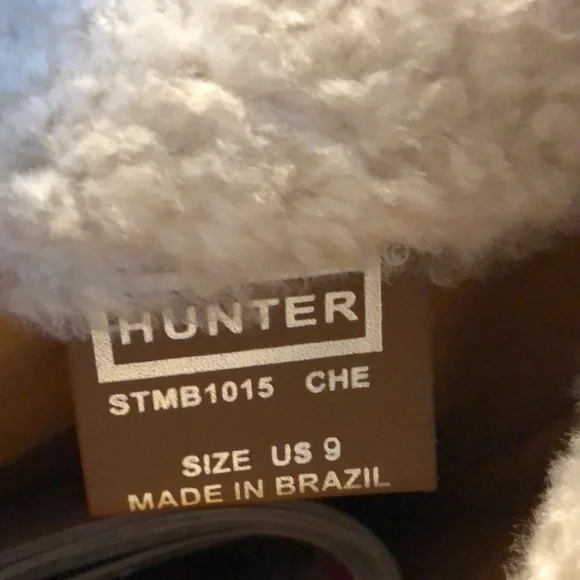 HUNTER
STMB1015 CHE
SIZE US 9
MADE IN BRAZIL